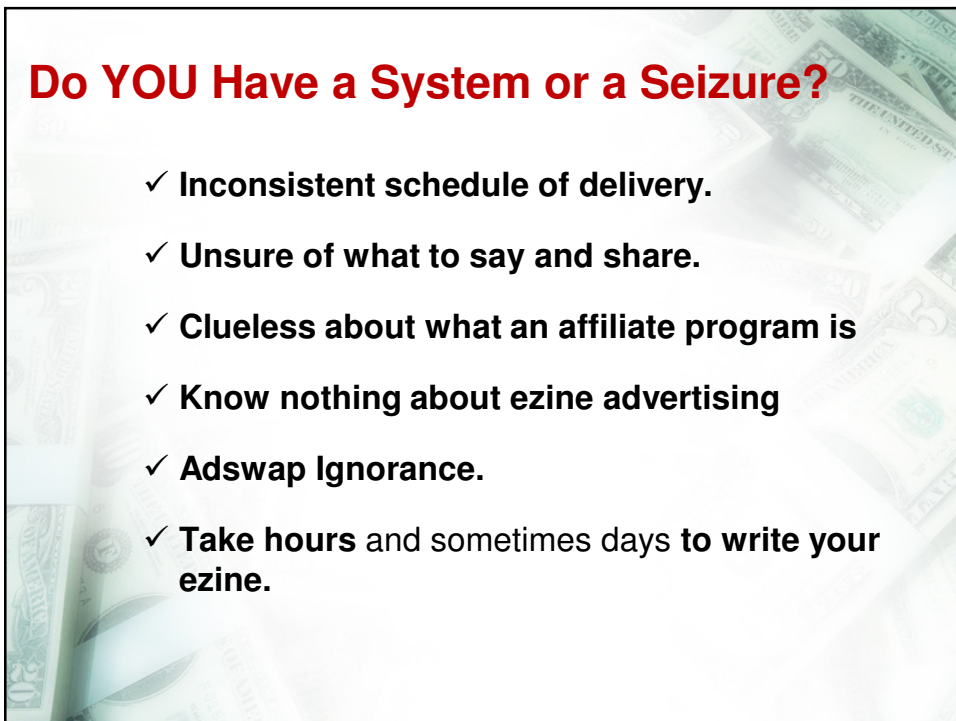 Do YOU Have a System or a Seizure?
✓ Inconsistent schedule of delivery.
✓ Unsure of what to say and share.
✓ Clueless about what an affiliate program is
✓ Know nothing about ezine advertising
✓ Adswap Ignorance.
✓ Take hours and sometimes days to write your
ezine.